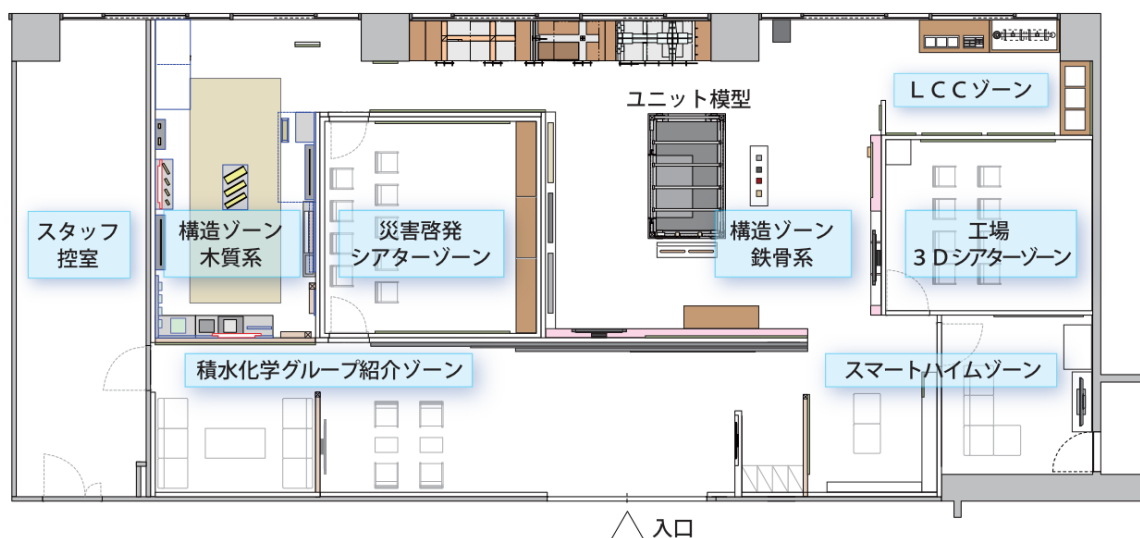 LCCゾーン
ユニット模型
スタッフ
控室
構造ゾーン
木質系
災害啓発
シアターゾーン
構造ゾーン
鉄骨系
工場
3Dシアターゾーン
積水化学グループ紹介ゾーン
スマートハイムゾーン
入口